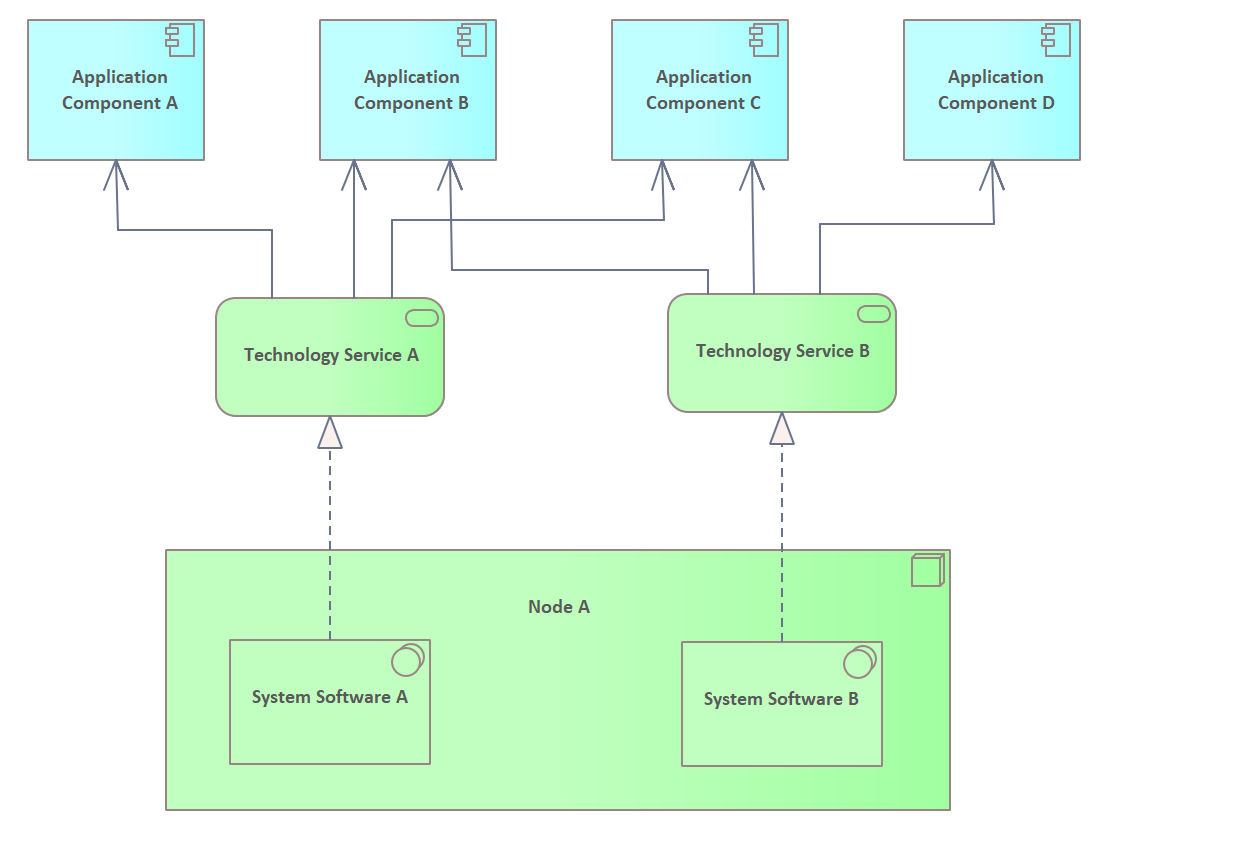 Application
Component A
Application
Component B
Application
Component C
Application
Component D
Technology Service A
Technology Service B
Node A
System Software A
System Software B